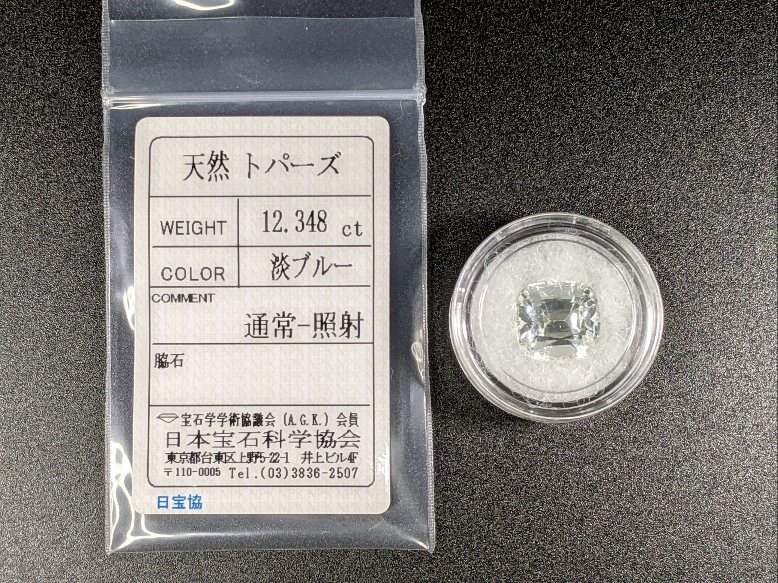 天然 トパーズ
WEIGHT 12.348 ct
COLOR 淡ブルー
COMMENT
通常-照射
脇石
宝石学学術協議会 (A.G.K.) 会員
日本宝石科学協会
東京都台東区上野5-22-1 井上ビル4F
〒110-0005 Tel.(03)3836-2507
日宝協